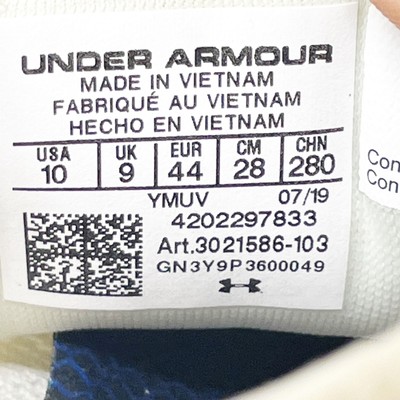 UNDER ARMOUR
MADE IN VIETNAM
FABRIQUÉ AU VIETNAM
HECHO EN VIETNAM
USA UK EUR CM CHN
10 9 44 28 280
YMUV 07/19
4202297833
Art.3021586-103
GN3Y9P3600049